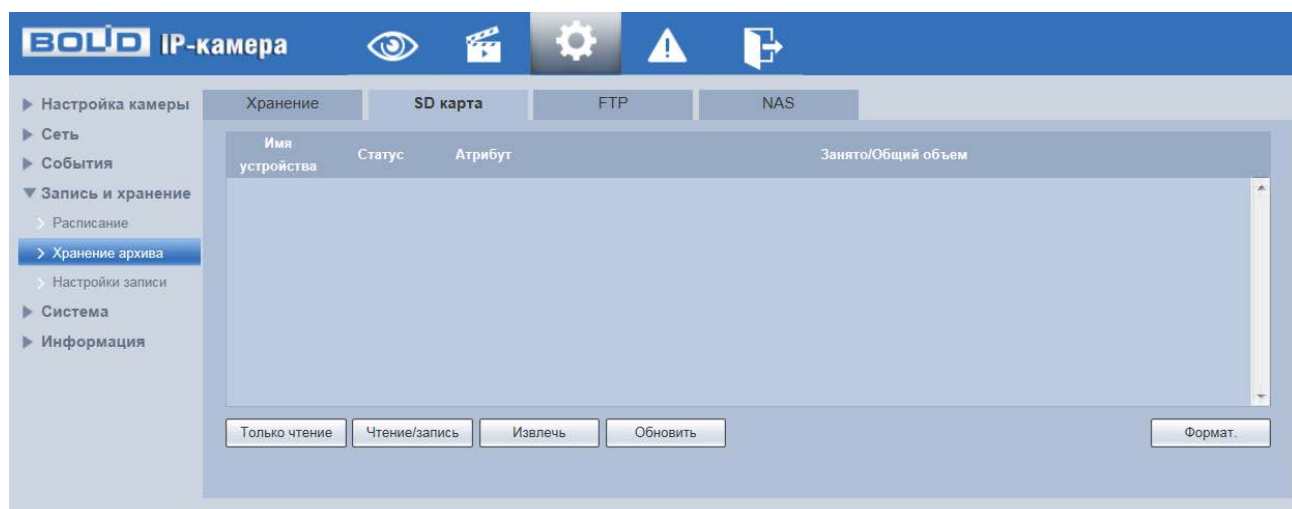 BOLID IP-камера
Настройка камеры
Сеть
События
Запись и хранение
Расписание
Хранение архива
Настройки записи
Система
Информация
Хранение SD карта FTP NAS
Имя устройства Статус Атрибут Занято/Общий объем
Только чтение Чтение/запись Извлечь Обновить Формат.